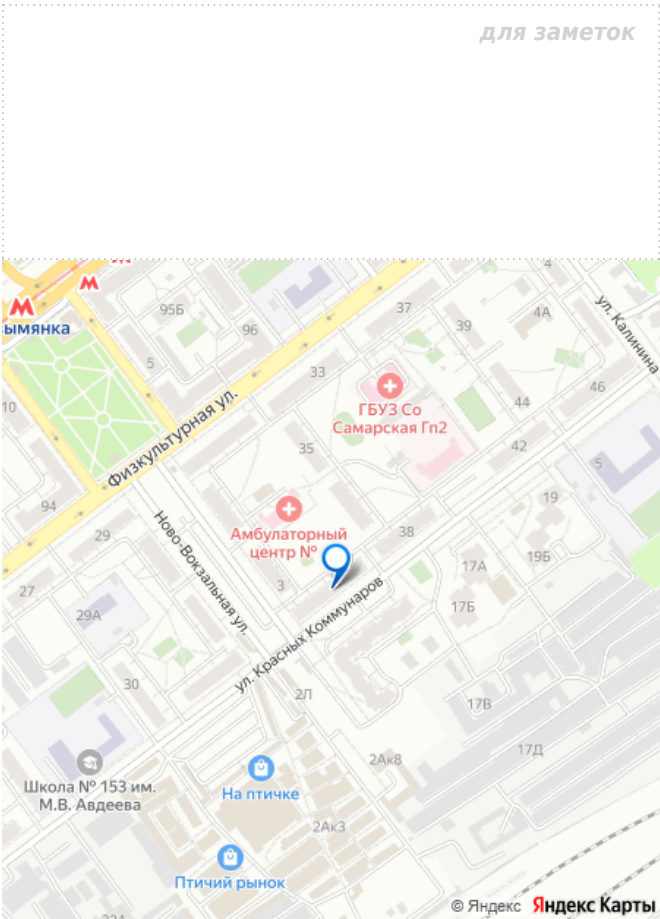 для заметок
М
М
ымянка
95Б
96
5
10
37
39
4А
ул. Калинина
33
ГБУЗ Со
Самарская Гп2
44
46
Физкультурная ул.
35
42
5
94
29
Амбулаторный
центр №
38
19
19Б
Ново-Вокзальная ул.
27
29А
3
17А
17Б
ул. Красных Коммунаров
30
2Л
17В
17Д
2Ак8
Школа № 153 им.
М.В. Авдеева
На птичке
2Ак3
Птичий рынок
© Яндекс Яндекс Карты